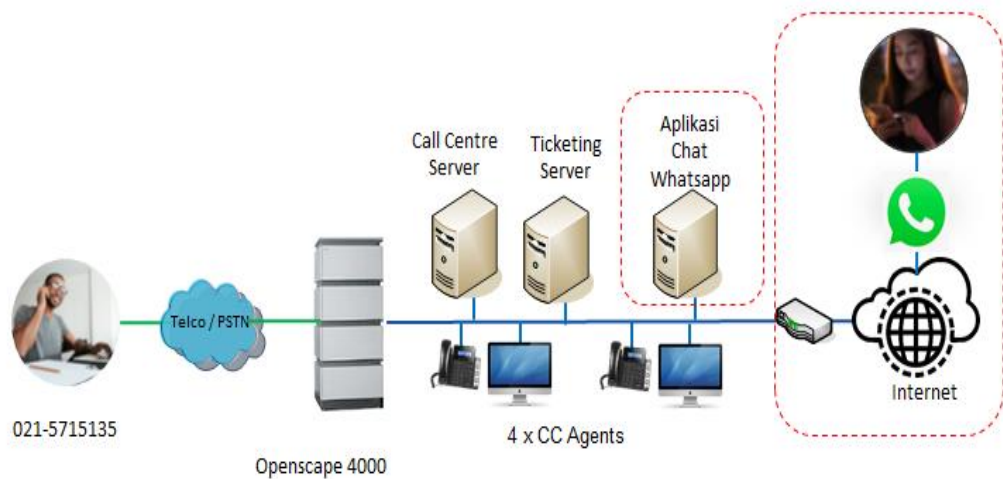 Call Centre
Server
Ticketing
Server
Aplikasi
Chat
Whatsapp
Telco / PSTN
Internet
021-5715135
4 x CC Agents
Openscape 4000